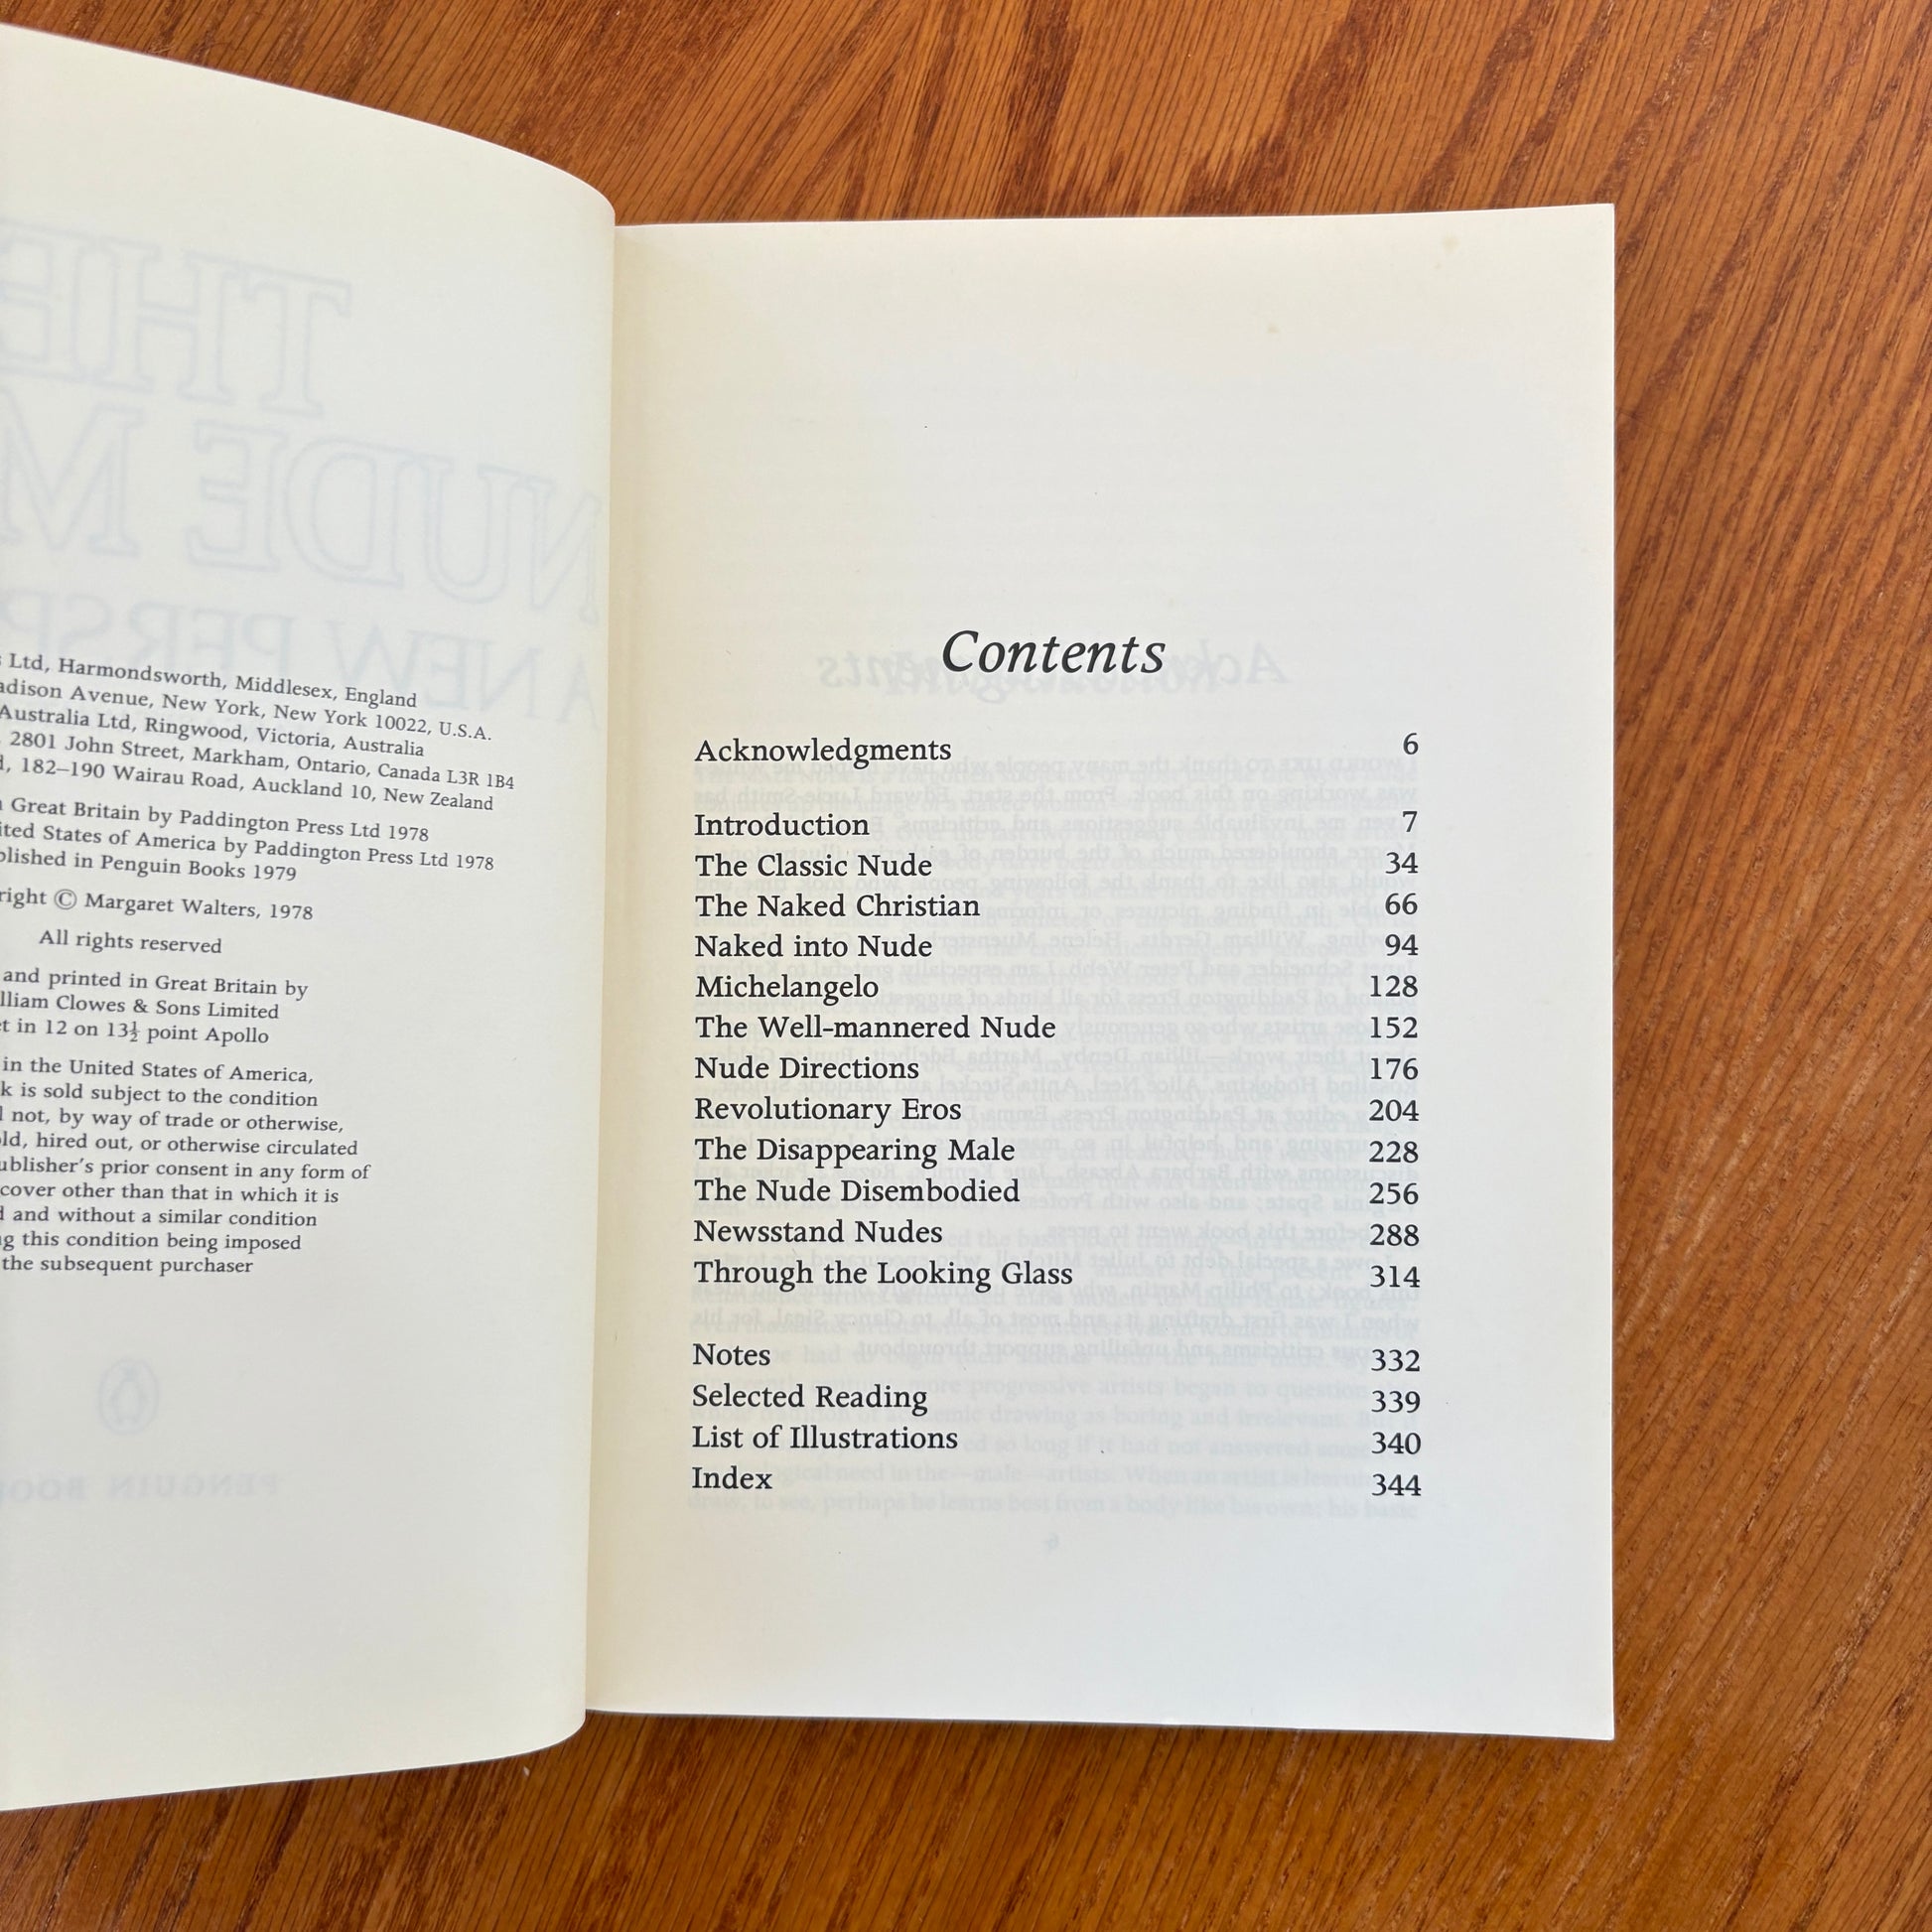 THE
NUDE M
A NEW PERSP
Ltd, Harmondsworth, Middlesex, England
Avenue, New York, New York 10022, U.S.A.
Australia Ltd, Ringwood, Victoria, Australia
2801 John Street, Markham, Ontario, Canada L3R 1B4
182–190 Wairau Road, Auckland 10, New Zealand
Great Britain by Paddington Press Ltd 1978
States of America by Paddington Press Ltd 1978
in Penguin Books 1979
© Margaret Walters, 1978
All rights reserved
and printed in Great Britain by
Clowes & Sons Limited
in 12 on 13½ point Apollo
in the United States of America,
is sold subject to the condition
not, by way of trade or otherwise,
hired out, or otherwise circulated
prior consent in any form of
cover other than that in which it is
and without a similar condition
this condition being imposed
the subsequent purchaser
PENGUIN BOO
Contents
Acknowledgments 6
Introduction 7
The Classic Nude 34
The Naked Christian 66
Naked into Nude 94
Michelangelo 128
The Well-mannered Nude 152
Nude Directions 176
Revolutionary Eros 204
The Disappearing Male 228
The Nude Disembodied 256
Newsstand Nudes 288
Through the Looking Glass 314
Notes 332
Selected Reading 339
List of Illustrations 340
Index 344